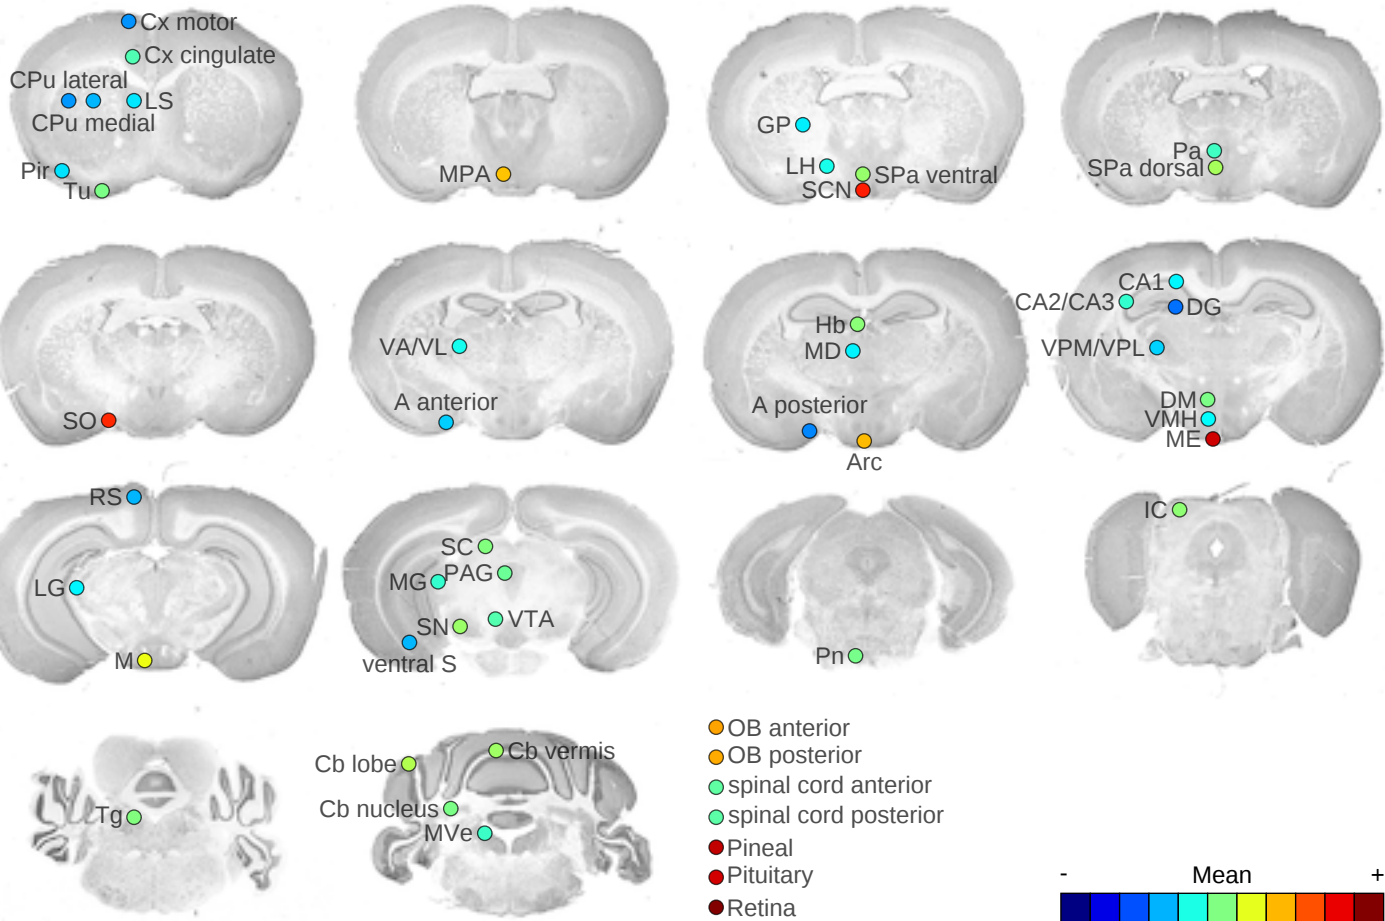 Cx motor
Cx cingulate
CPu lateral
LS
CPu medial
Pir
Tu
MPA
GP
LH
SPa ventral
SCN
Pa
SPa dorsal
SO
VA/VL
A anterior
Hb
MD
A posterior
Arc
CA1
CA2/CA3
DG
VPM/VPL
DM
VMH
ME
RS
LG
M
SC
PAG
MG
SN
VTA
ventral S
Pn
IC
Tg
Cb lobe
Cb vermis
Cb nucleus
MVe
OB anterior
OB posterior
spinal cord anterior
spinal cord posterior
Pineal
Pituitary
Retina
- Mean +